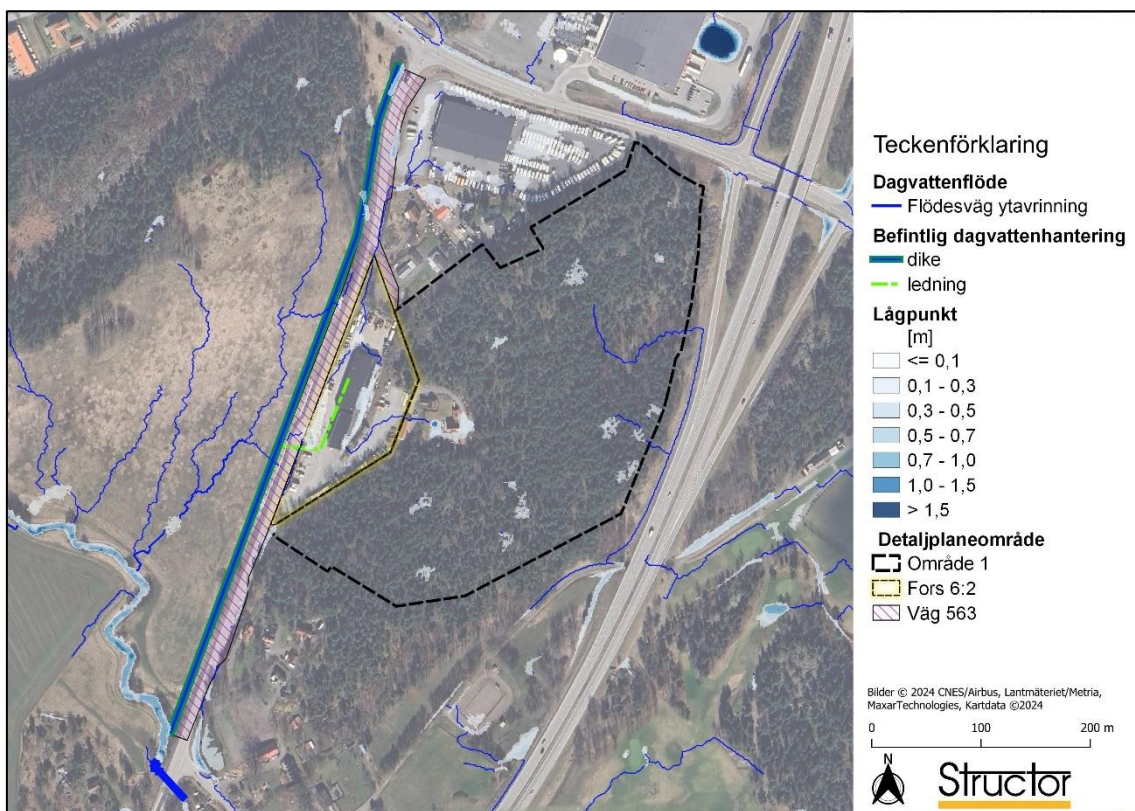 Teckenförklaring
Dagvattenflöde
Flödesväg ytavrinning
Befintlig dagvattenhantering
dike
ledning
Lågpunkt
[m]
<= 0,1
0,1 - 0,3
0,3 - 0,5
0,5 - 0,7
0,7 - 1,0
1,0 - 1,5
> 1,5
Detaljplaneområde
Område 1
Fors 6:2
Väg 563
Bilder © 2024 CNES/Airbus, Lantmäteriet/Metria,
MaxarTechnologies, Kartdata ©2024
0 100 200 m
N
Structor